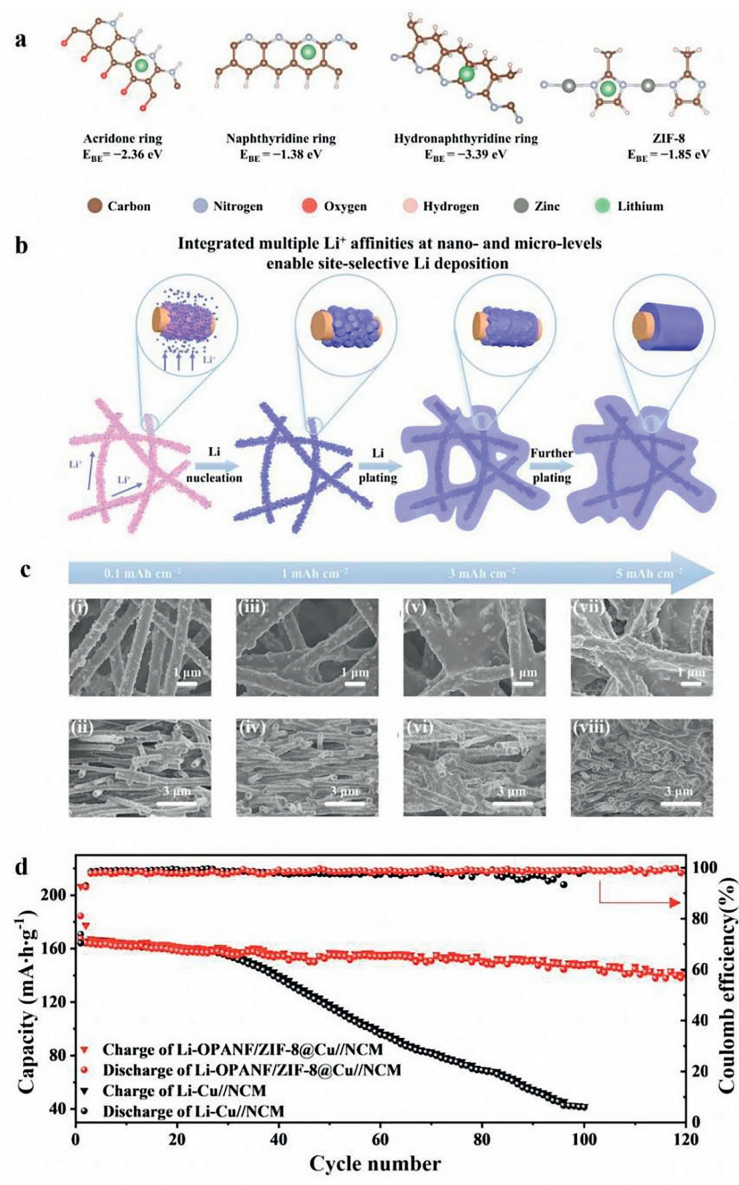 a
Acridone ring
E_BE = −2.36 eV
Naphthyridine ring
E_BE = −1.38 eV
Hydronaphthyridine ring
E_BE = −3.39 eV
ZIF-8
E_BE = −1.85 eV
Carbon Nitrogen Oxygen Hydrogen Zinc Lithium
b
Integrated multiple Li⁺ affinities at nano- and micro-levels
enable site-selective Li deposition
Li⁺
Li⁺
Li⁺
Li
nucleation
Li
plating
Further
plating
c
0.1 mAh cm⁻² 1 mAh cm⁻² 3 mAh cm⁻² 5 mAh cm⁻²
(i) 1 μm
(iii) 1 μm
(v) 1 μm
(vii) 1 μm
(ii) 3 μm
(iv) 3 μm
(vi) 3 μm
(viii) 3 μm
d
Capacity (mA·h·g⁻¹)
200
160
120
80
40
Charge of Li-OPANF/ZIF-8@Cu//NCM
Discharge of Li-OPANF/ZIF-8@Cu//NCM
Charge of Li-Cu//NCM
Discharge of Li-Cu//NCM
100
80
60
40
20
0
Coulomb efficiency(%)
0 20 40 60 80 100 120
Cycle number